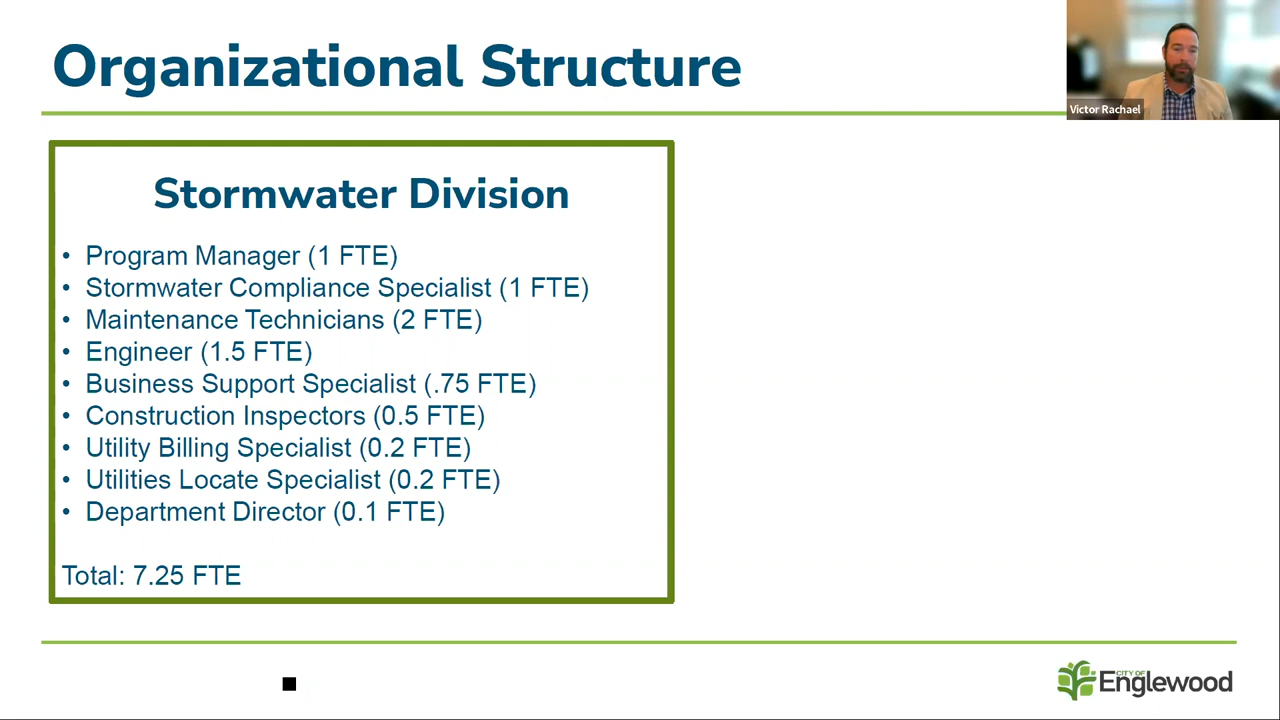 Organizational Structure
Victor Rachael
Stormwater Division
• Program Manager (1 FTE)
• Stormwater Compliance Specialist (1 FTE)
• Maintenance Technicians (2 FTE)
• Engineer (1.5 FTE)
• Business Support Specialist (.75 FTE)
• Construction Inspectors (0.5 FTE)
• Utility Billing Specialist (0.2 FTE)
• Utilities Locate Specialist (0.2 FTE)
• Department Director (0.1 FTE)
Total: 7.25 FTE
CITY OF
Englewood